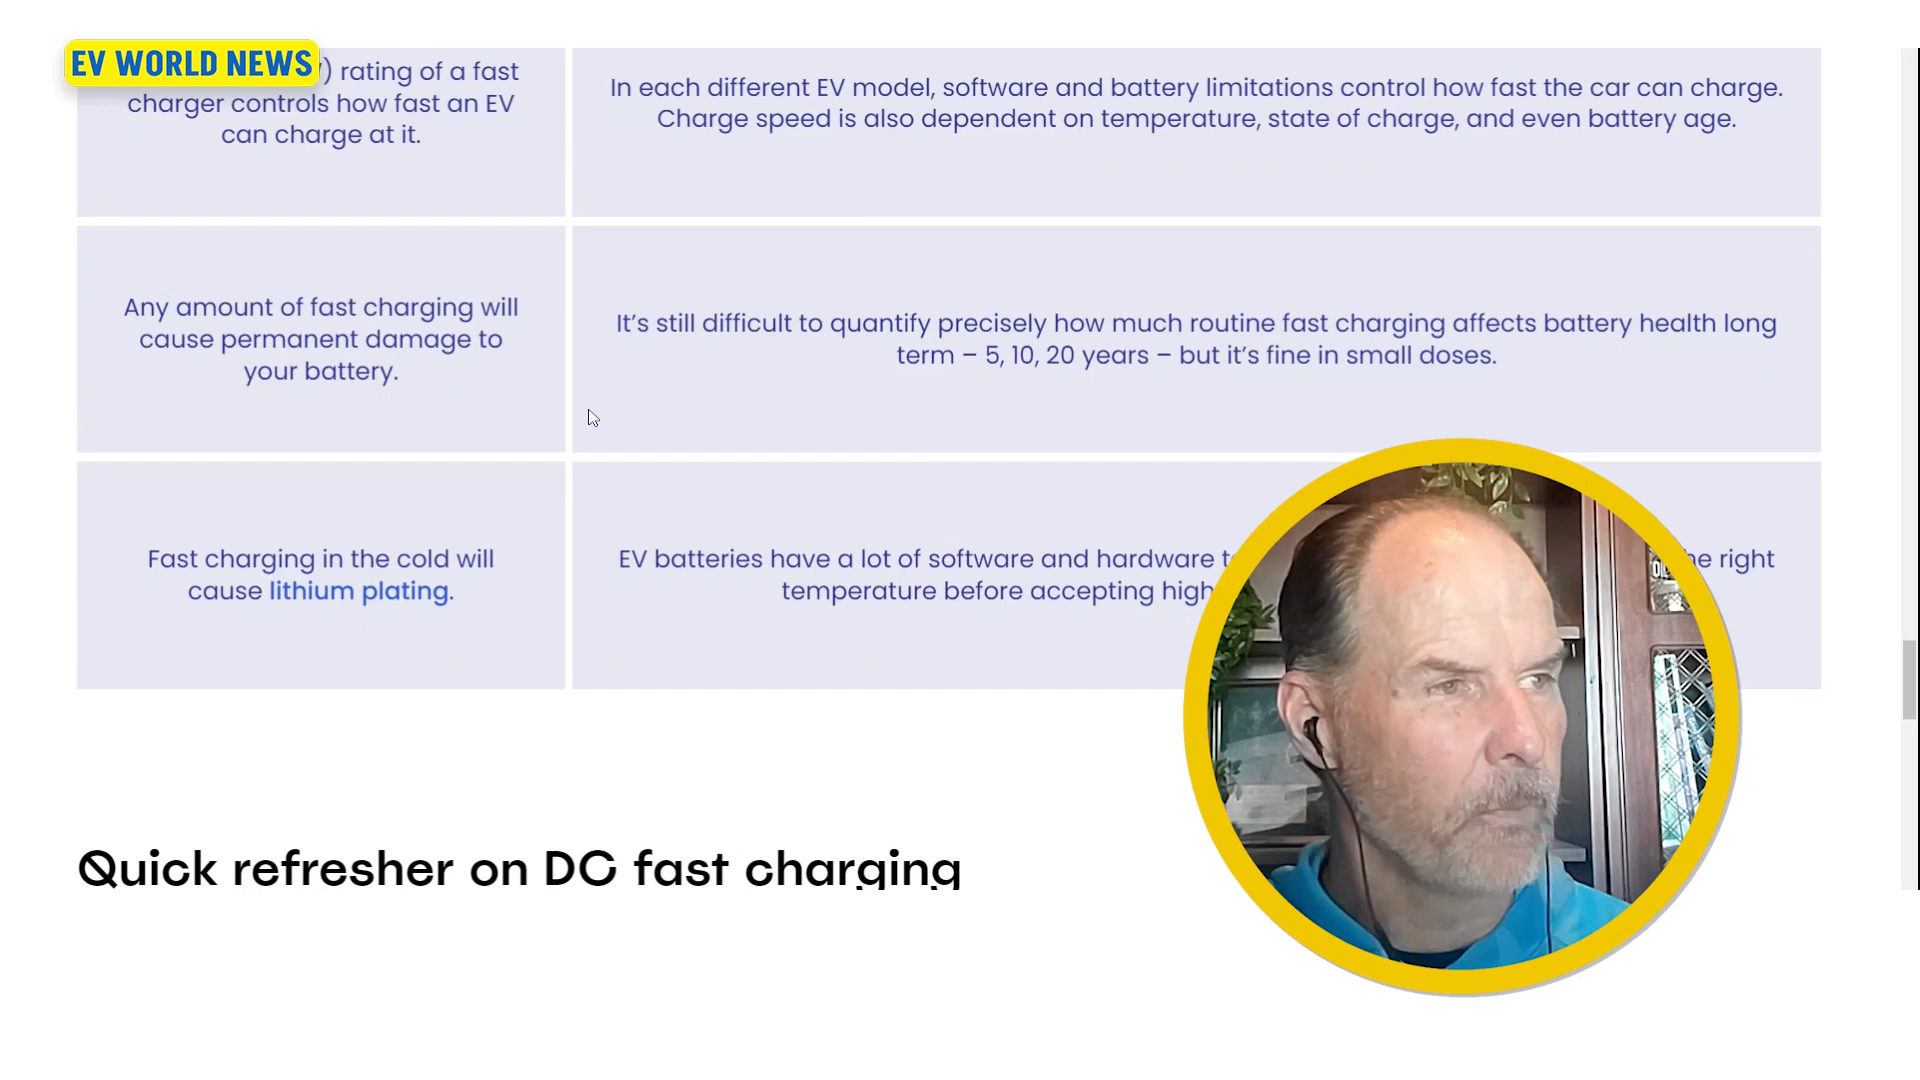 EV WORLD NEWS
) rating of a fast
charger controls how fast an EV
can charge at it.
In each different EV model, software and battery limitations control how fast the car can charge.
Charge speed is also dependent on temperature, state of charge, and even battery age.
Any amount of fast charging will
cause permanent damage to
your battery.
It’s still difficult to quantify precisely how much routine fast charging affects battery health long
term – 5, 10, 20 years – but it’s fine in small doses.
Fast charging in the cold will
cause lithium plating.
EV batteries have a lot of software and hardware right
temperature before accepting high
Quick refresher on DC fast charging